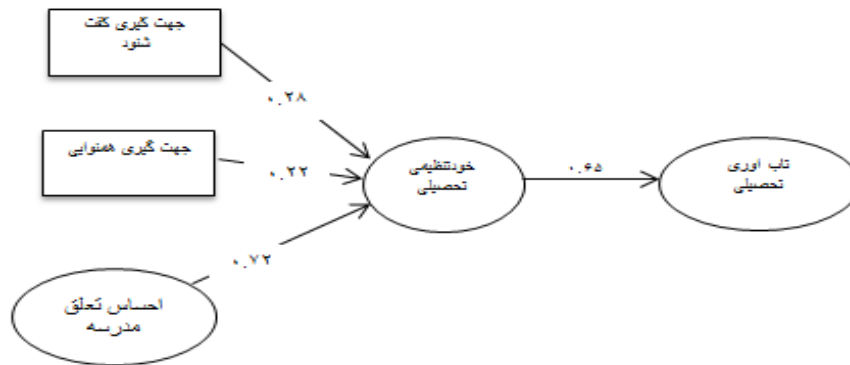 جهت گیری گفت
شنود
۰.۲۸
جهت گیری همنوایی
۰.۲۲
خودتنظیمی
تحصیلی
۰.۶۵
تاب آوری
تحصیلی
۰.۷۲
احساس تعلق
مدرسه